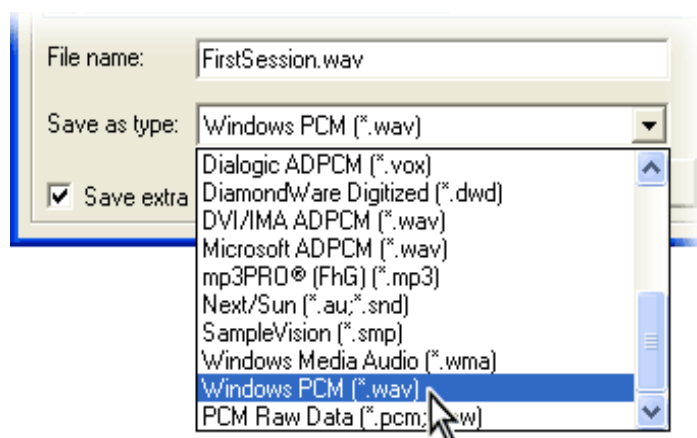 File name: FirstSession.wav
Save as type: Windows PCM (*.wav)
Dialogic ADPCM (*.vox)
Save extra DiamondWare Digitized (*.dwd)
DVI/IMA ADPCM (*.wav)
Microsoft ADPCM (*.wav)
mp3PRO® (FhG) (*.mp3)
Next/Sun (*.au;*.snd)
SampleVision (*.smp)
Windows Media Audio (*.wma)
Windows PCM (*.wav)
PCM Raw Data (*.pcm;